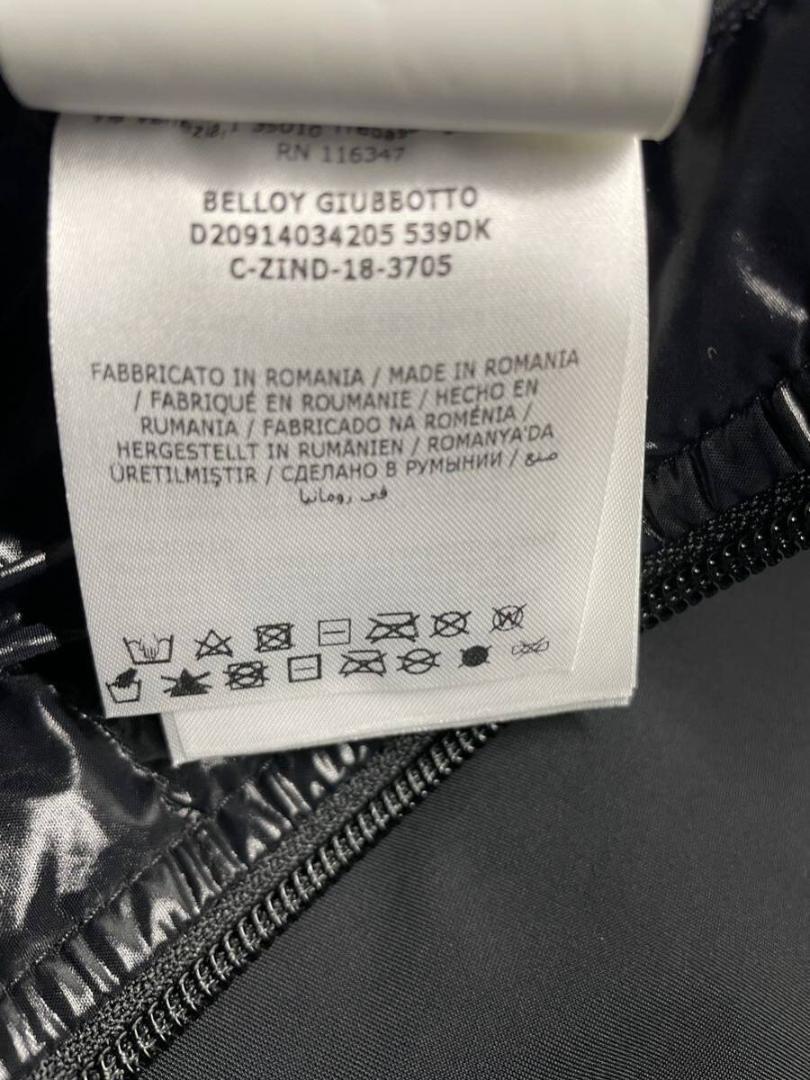 RN 116347
BELLOY GIUBBOTTO
D20914034205 539DK
C-ZIND-18-3705
FABBRICATO IN ROMANIA / MADE IN ROMANIA
/ FABRIQUÉ EN ROUMANIE / HECHO EN
RUMANIA / FABRICADO NA ROMÉNIA /
HERGESTELLT IN RUMÄNIEN / ROMANYA'DA
ÜRETILMIŞTIR / СДЕЛАНО В РУМЫНИИ / صنع
في رومانيا
W